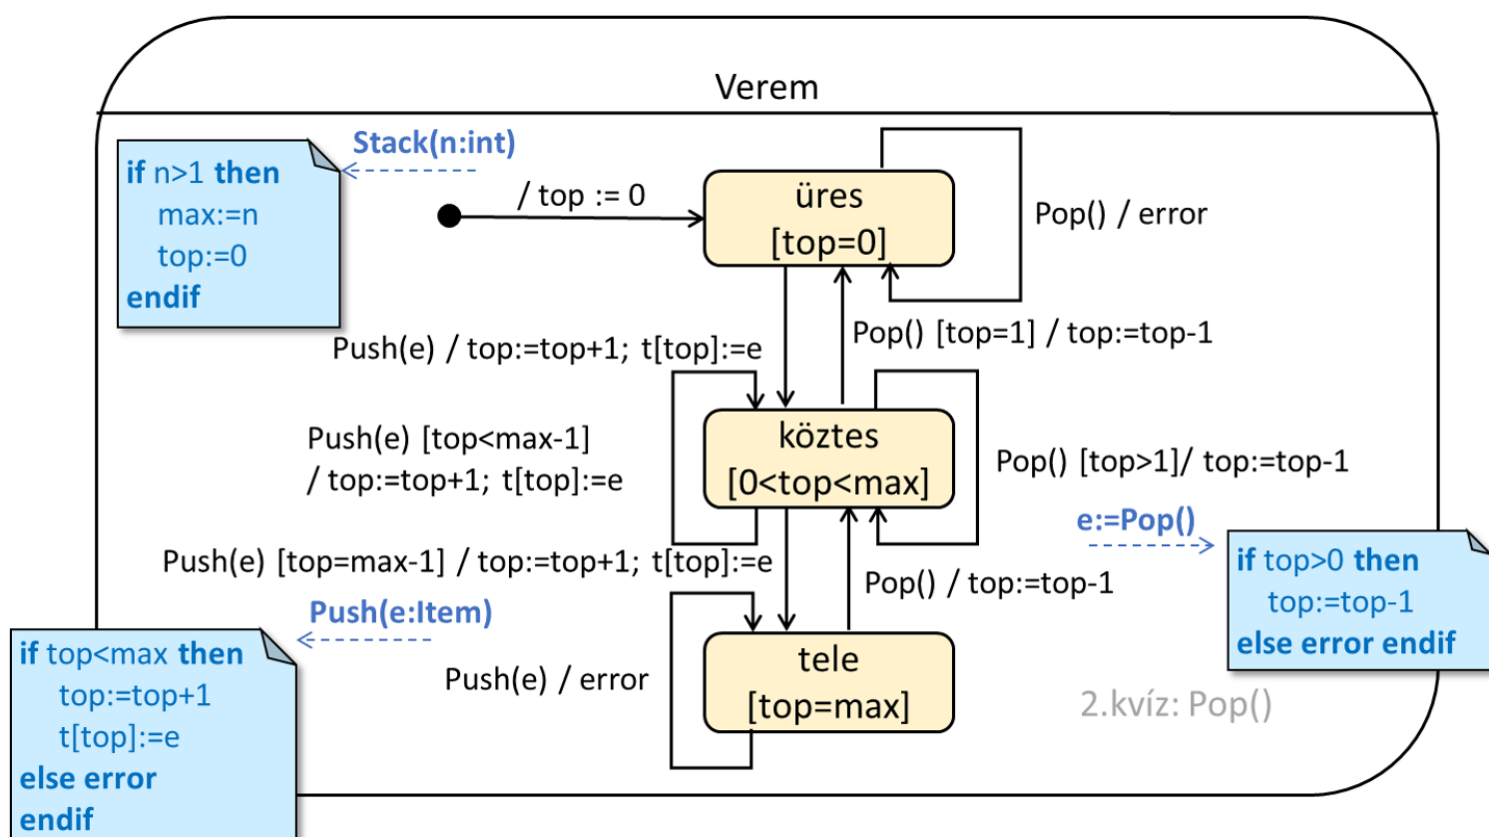 Verem
Stack(n:int)
if n>1 then
max:=n
top:=0
endif
/ top := 0
üres
[top=0]
Pop() / error
Push(e) / top:=top+1; t[top]:=e
Pop() [top=1] / top:=top-1
Push(e) [top<max-1]
/ top:=top+1; t[top]:=e
köztes
[0<top<max]
Pop() [top>1]/ top:=top-1
e:=Pop()
if top>0 then
top:=top-1
else error endif
Push(e) [top=max-1] / top:=top+1; t[top]:=e
Pop() / top:=top-1
Push(e:Item)
if top<max then
top:=top+1
t[top]:=e
else error
endif
Push(e) / error
tele
[top=max]
2.kvíz: Pop()